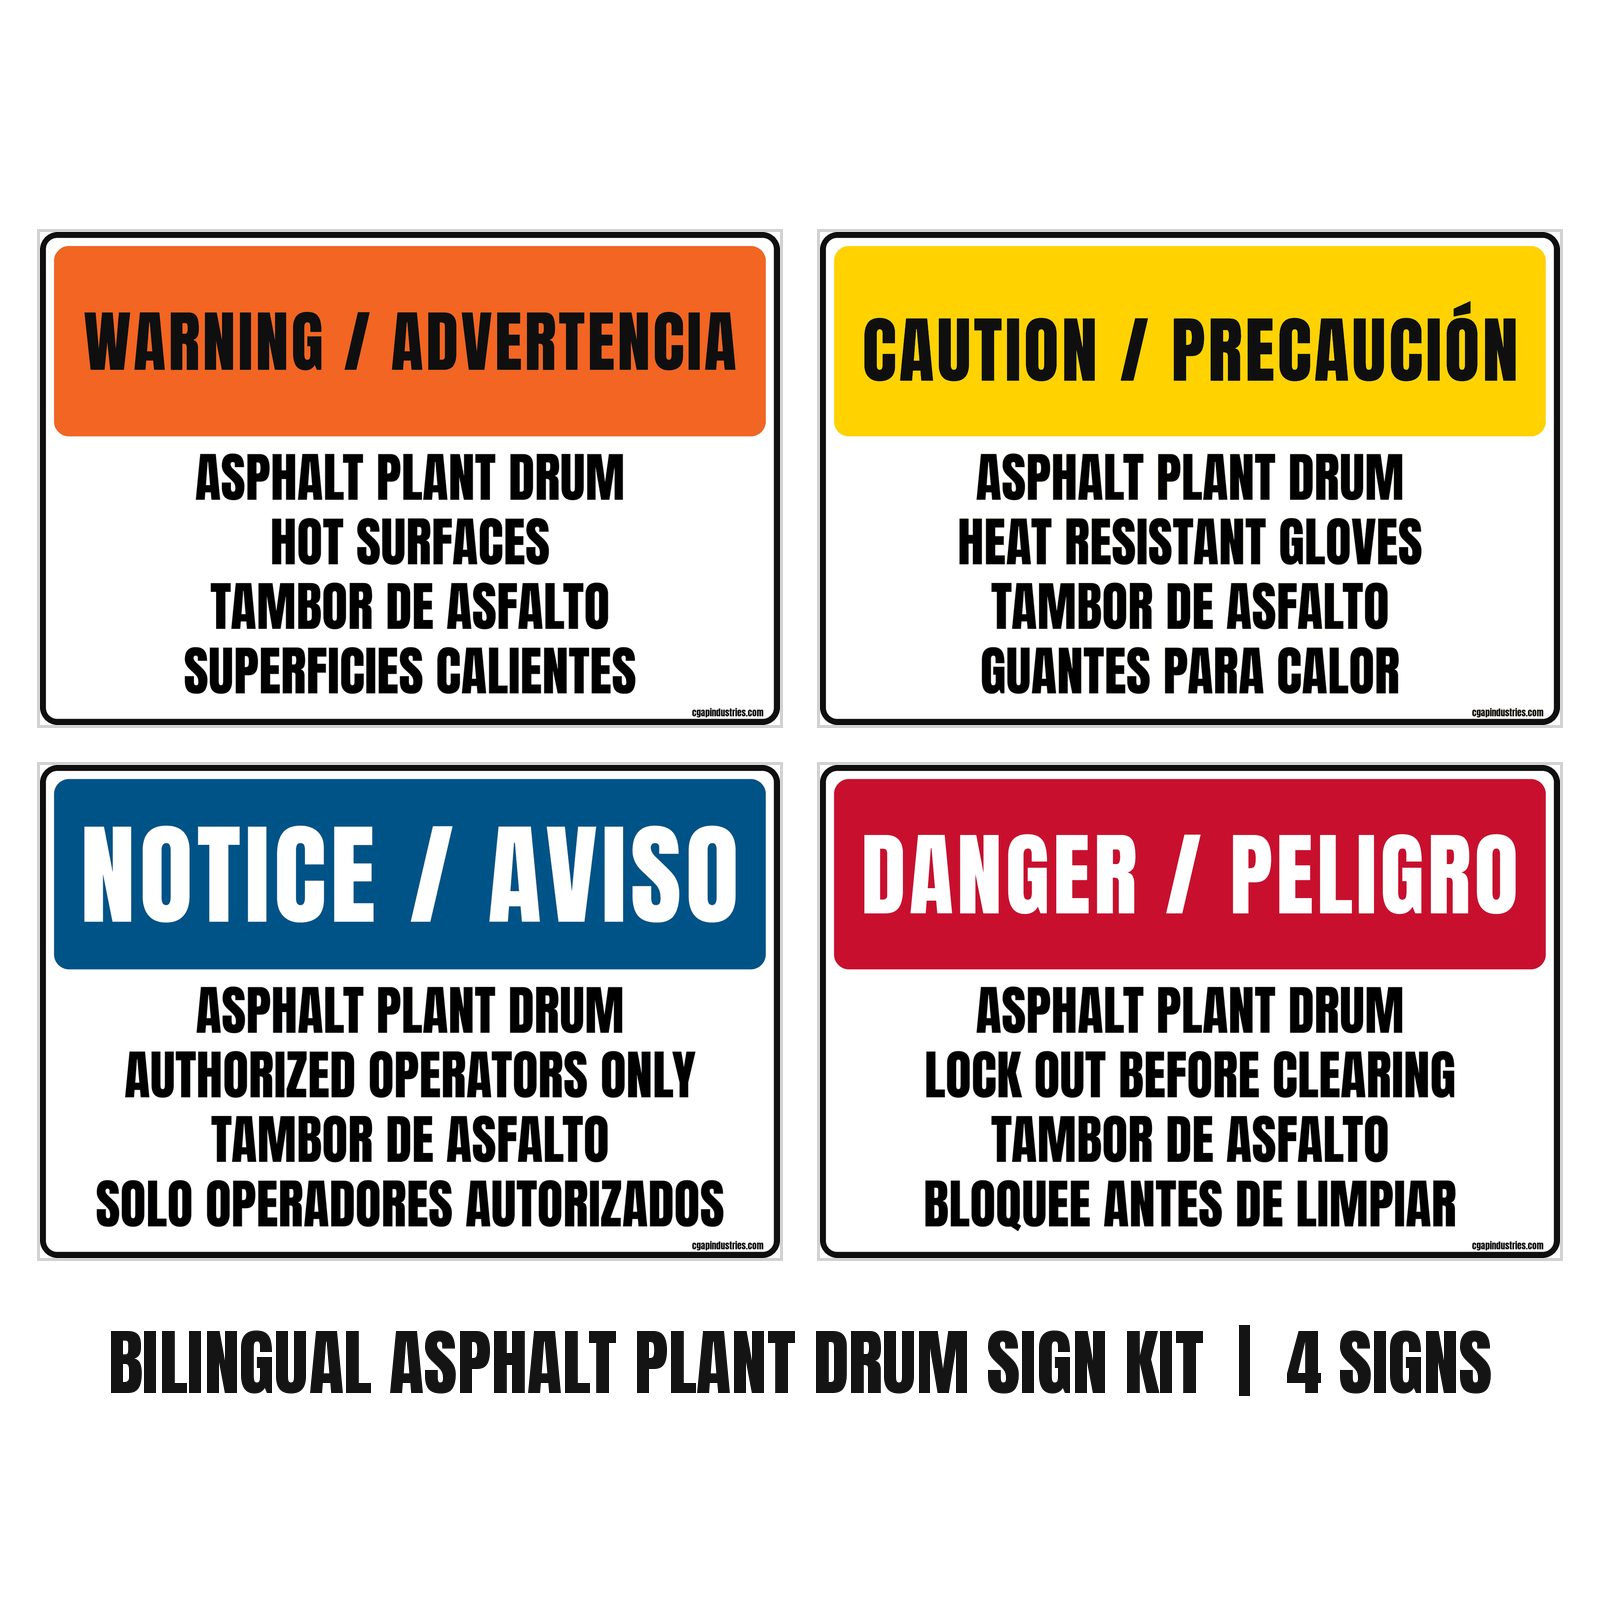 WARNING / ADVERTENCIA
ASPHALT PLANT DRUM
HOT SURFACES
TAMBOR DE ASFALTO
SUPERFICIES CALIENTES
cgapindustries.com
CAUTION / PRECAUCIÓN
ASPHALT PLANT DRUM
HEAT RESISTANT GLOVES
TAMBOR DE ASFALTO
GUANTES PARA CALOR
cgapindustries.com
NOTICE / AVISO
ASPHALT PLANT DRUM
AUTHORIZED OPERATORS ONLY
TAMBOR DE ASFALTO
SOLO OPERADORES AUTORIZADOS
cgapindustries.com
DANGER / PELIGRO
ASPHALT PLANT DRUM
LOCK OUT BEFORE CLEARING
TAMBOR DE ASFALTO
BLOQUEE ANTES DE LIMPIAR
cgapindustries.com
BILINGUAL ASPHALT PLANT DRUM SIGN KIT | 4 SIGNS